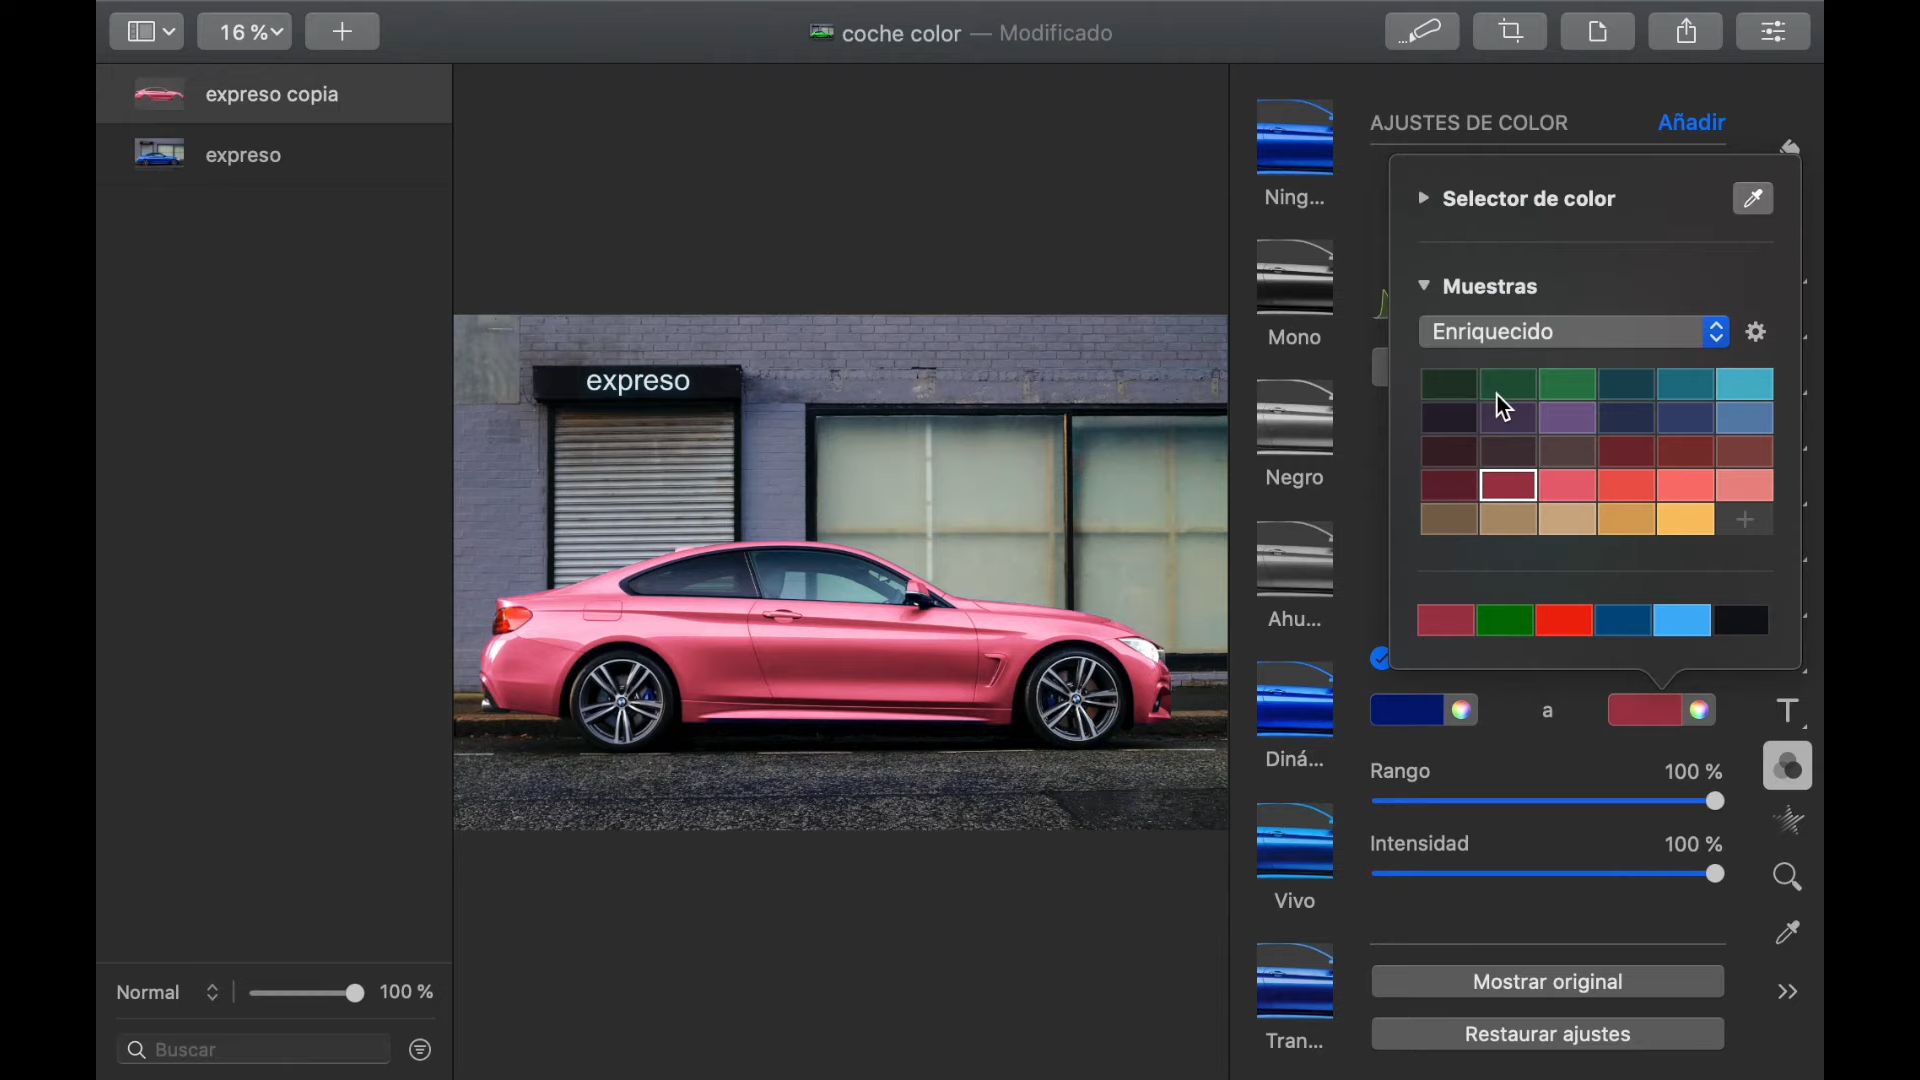 16 %
coche color — Modificado
expreso copia
expreso
expreso
Ning...
Mono
Negro
Ahu...
Diná...
Vivo
Tran...
AJUSTES DE COLOR
Añadir
Selector de color
Muestras
Enriquecido
a
T
Rango
100 %
Intensidad
100 %
Mostrar original
Restaurar ajustes
Normal
100 %
Buscar